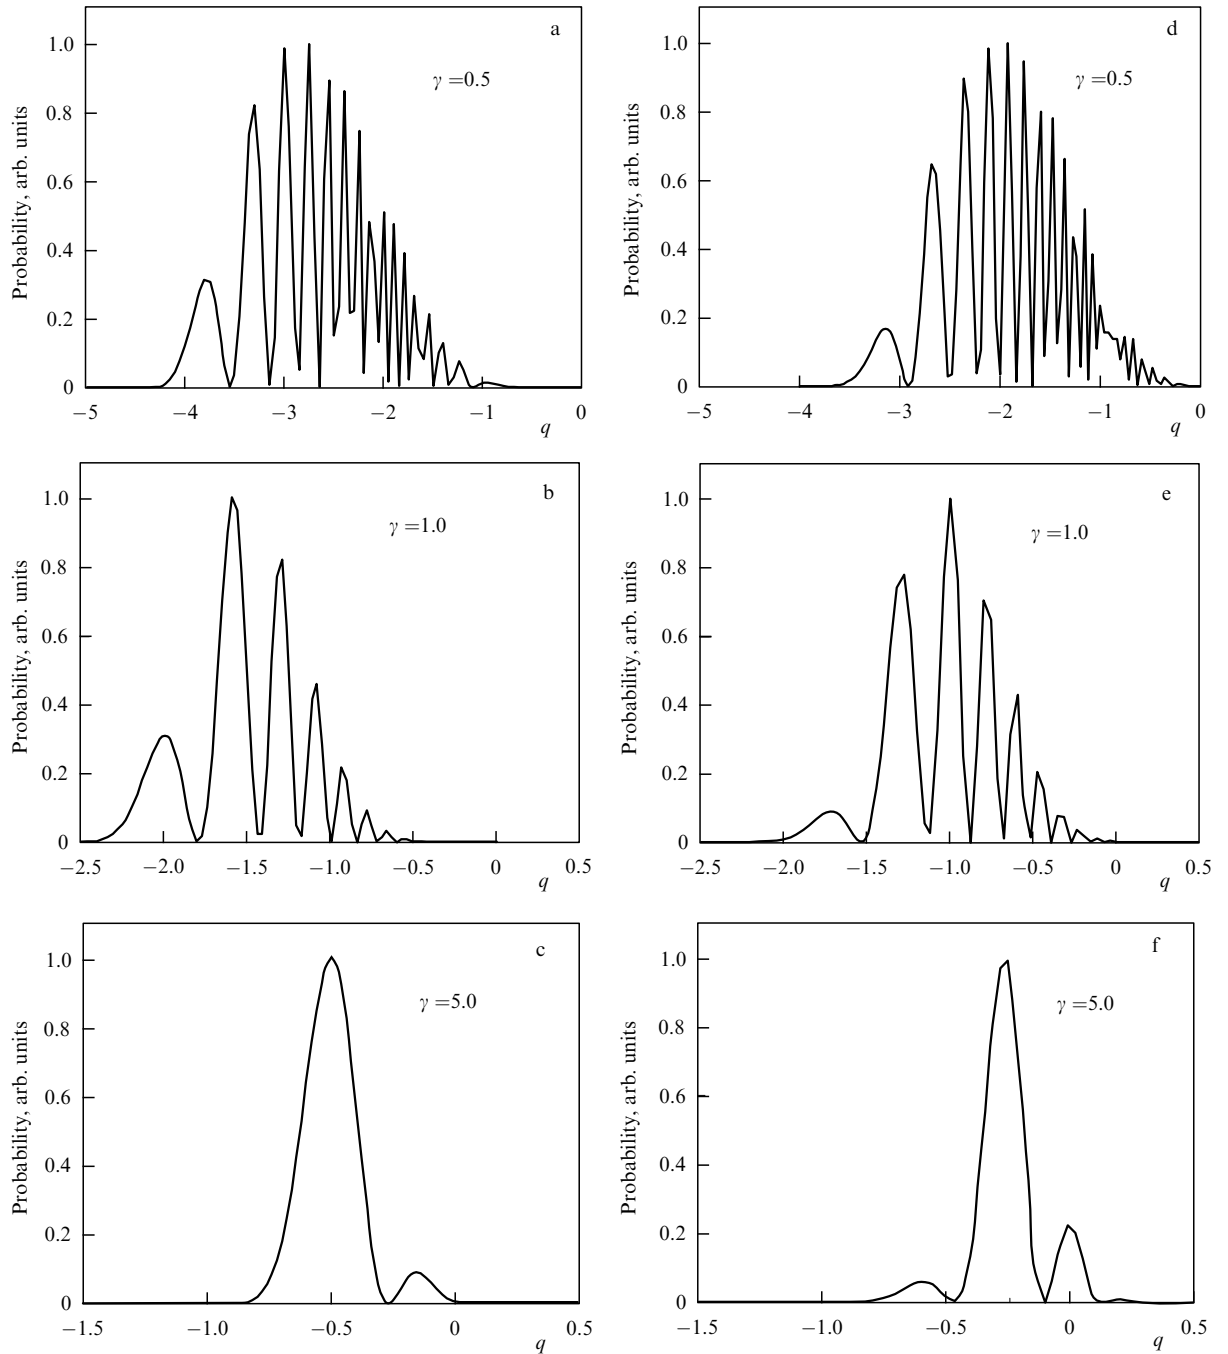 a
γ =0.5
Probability, arb. units
1.0
0.8
0.6
0.4
0.2
0
−5 −4 −3 −2 −1 0
q
d
γ =0.5
Probability, arb. units
1.0
0.8
0.6
0.4
0.2
0
−5 −4 −3 −2 −1 0
q
b
γ =1.0
Probability, arb. units
1.0
0.8
0.6
0.4
0.2
0
−2.5 −2.0 −1.5 −1.0 −0.5 0 0.5
q
e
γ =1.0
Probability, arb. units
1.0
0.8
0.6
0.4
0.2
0
−2.5 −2.0 −1.5 −1.0 −0.5 0 0.5
q
c
γ =5.0
Probability, arb. units
1.0
0.8
0.6
0.4
0.2
0
−1.5 −1.0 −0.5 0 0.5
q
f
γ =5.0
Probability, arb. units
1.0
0.8
0.6
0.4
0.2
0
−1.5 −1.0 −0.5 0 0.5
q